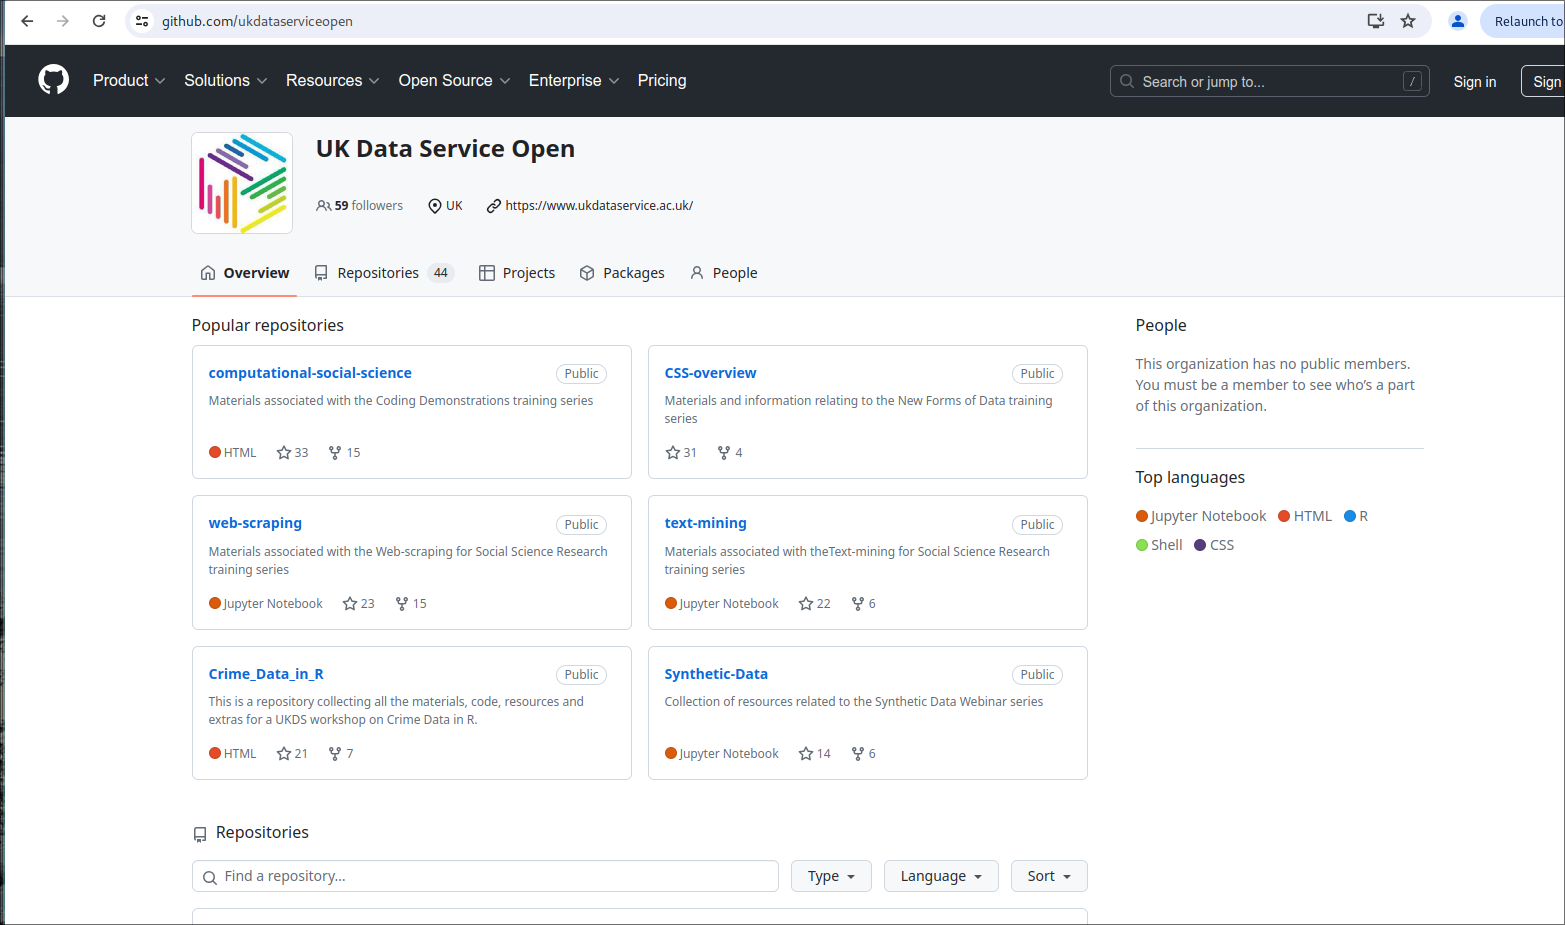 github.com/ukdataserviceopen
Relaunch to
Product Solutions Resources Open Source Enterprise Pricing
Search or jump to... /
Sign in
Sign
UK Data Service Open
59 followers UK https://www.ukdataservice.ac.uk/
Overview Repositories 44 Projects Packages People
Popular repositories
computational-social-science Public
Materials associated with the Coding Demonstrations training series
HTML 33 15
CSS-overview Public
Materials and information relating to the New Forms of Data training
series
31 4
web-scraping Public
Materials associated with the Web-scraping for Social Science Research
training series
Jupyter Notebook 23 15
text-mining Public
Materials associated with theText-mining for Social Science Research
training series
Jupyter Notebook 22 6
Crime_Data_in_R Public
This is a repository collecting all the materials, code, resources and
extras for a UKDS workshop on Crime Data in R.
HTML 21 7
Synthetic-Data Public
Collection of resources related to the Synthetic Data Webinar series
Jupyter Notebook 14 6
People
This organization has no public members.
You must be a member to see who's a part
of this organization.
Top languages
Jupyter Notebook HTML R
Shell CSS
Repositories
Find a repository...
Type Language Sort